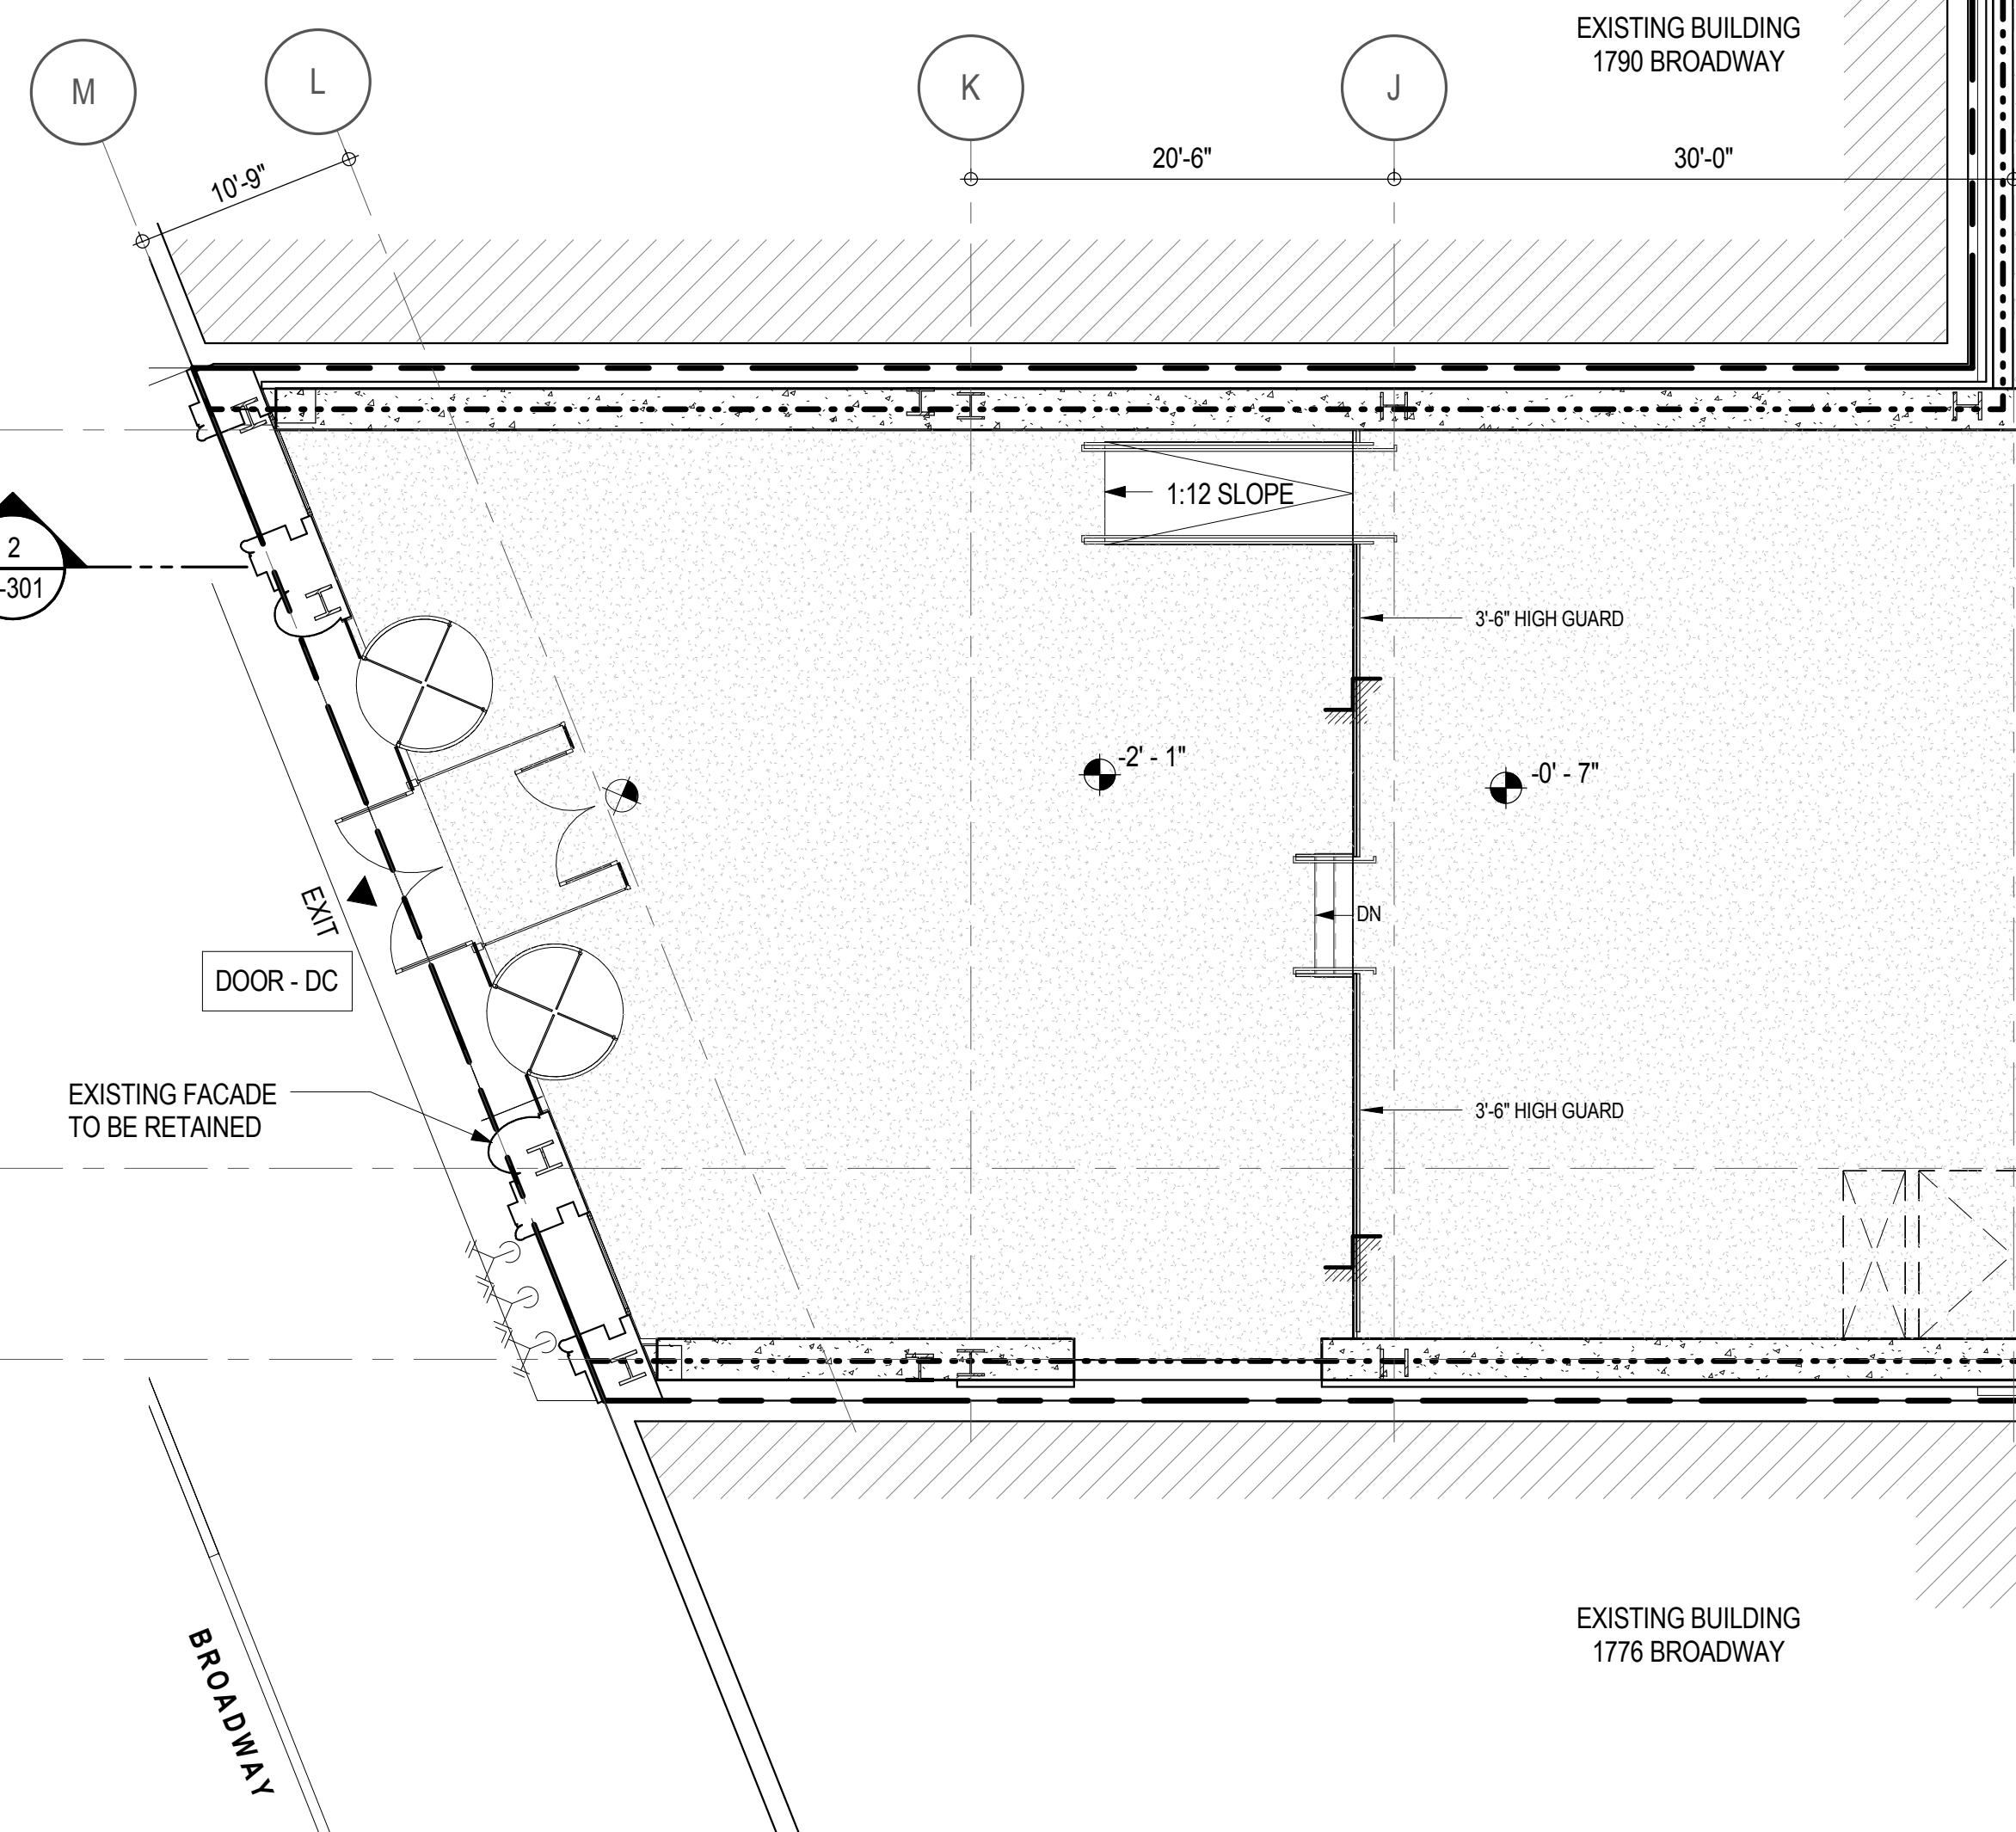 EXISTING BUILDING
1790 BROADWAY
M
L
K
J
10'-9"
20'-6"
30'-0"
1:12 SLOPE
2
-301
3'-6" HIGH GUARD
-2' - 1"
-0' - 7"
EXIT
DN
DOOR - DC
EXISTING FACADE
TO BE RETAINED
3'-6" HIGH GUARD
EXISTING BUILDING
1776 BROADWAY
BROADWAY